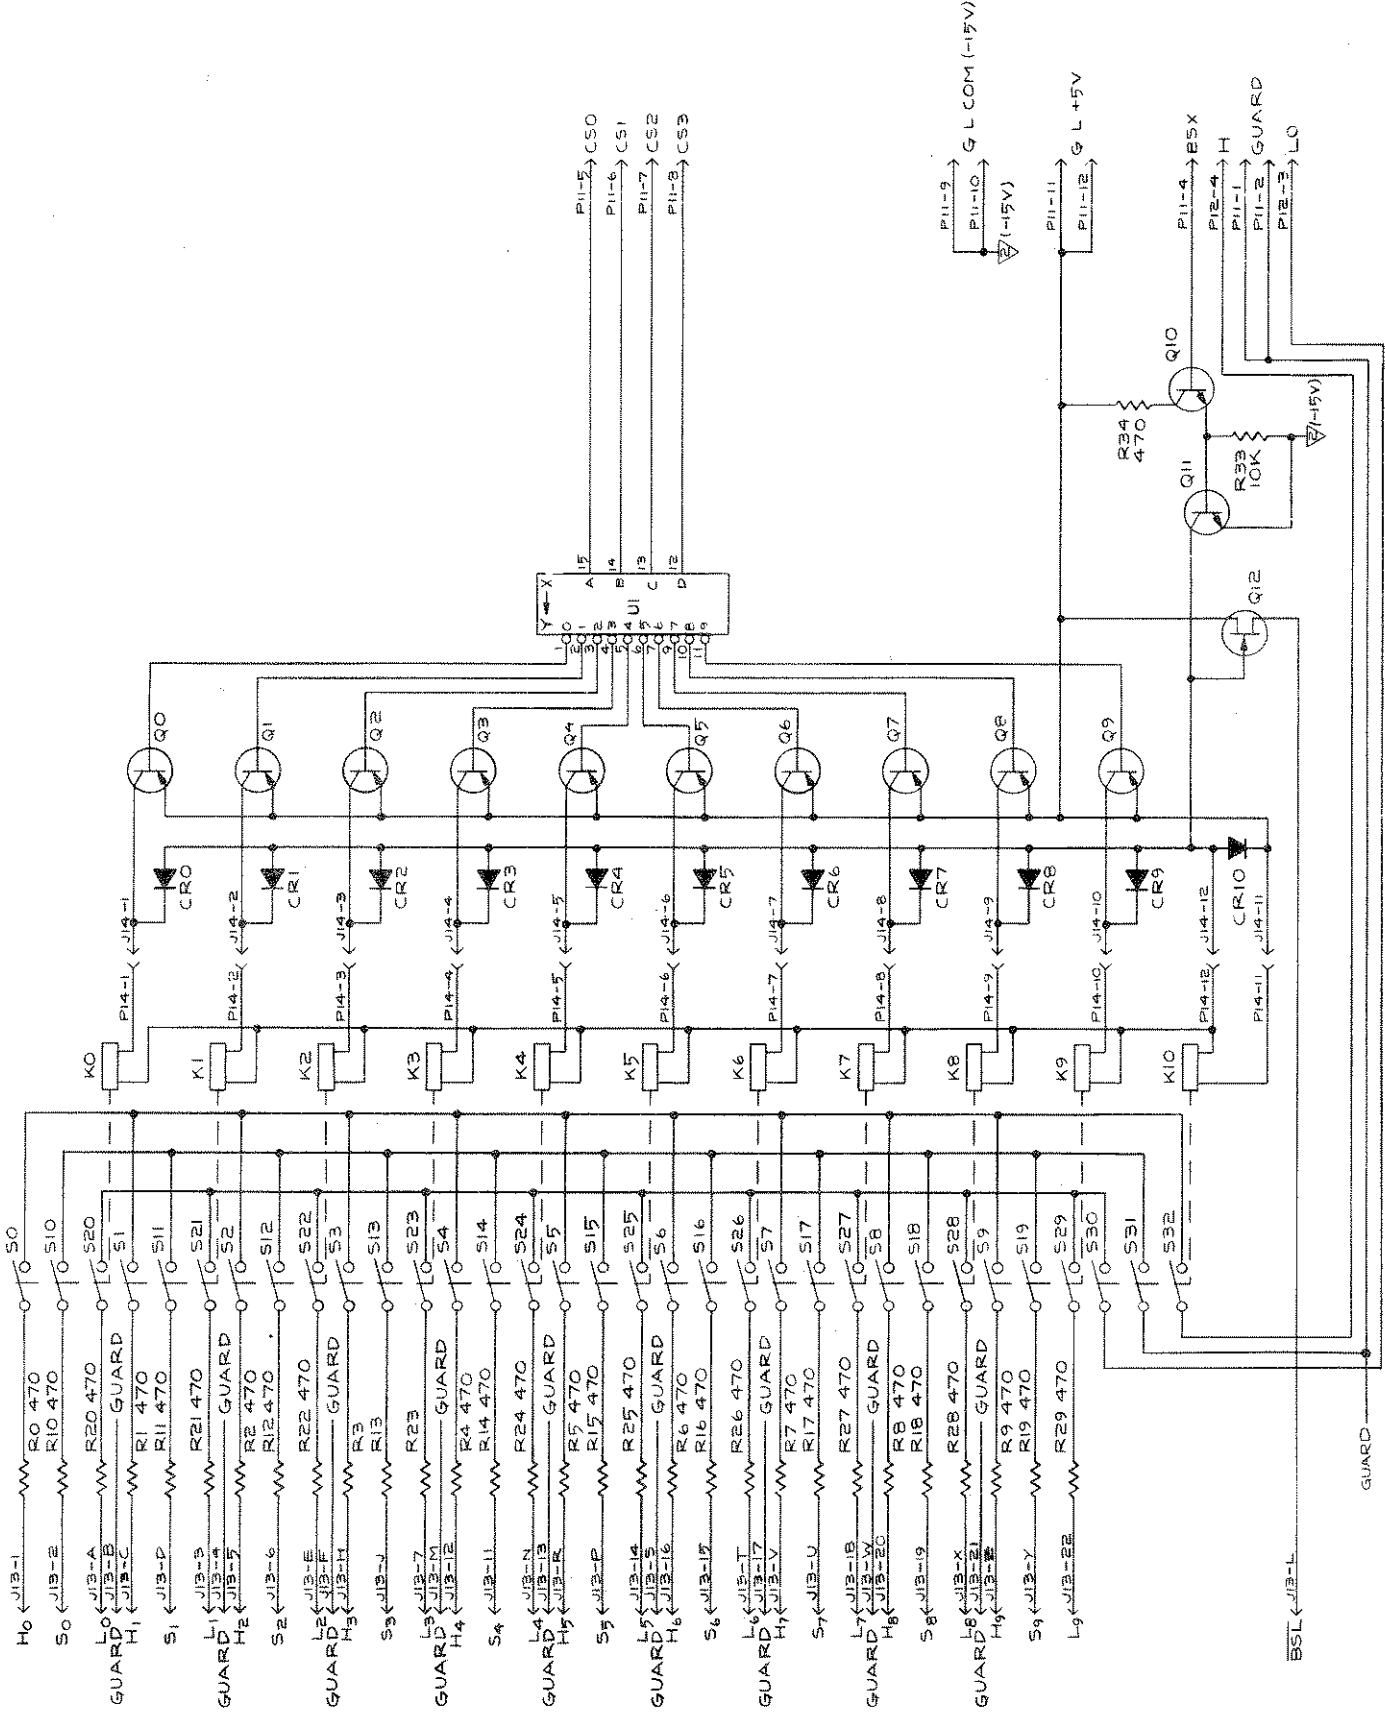 H0 J13-1 R0 470 S0
S0 J13-2 R10 470 S10
L0 J13-A R20 470 S20
GUARD J13-B GUARD
H1 J13-C R1 470 S1
S1 J13-D R11 470 S11
L1 J13-3 R21 470 S21
GUARD J13-4 GUARD
H2 J13-5 R2 470 S2
S2 J13-6 R12 470 S12
L2 J13-E R22 470 S22
GUARD J13-F GUARD
H3 J13-H R3 S3
S3 J13-J R13 S13
L3 J13-7 R23 S23
GUARD J13-M GUARD
H4 J13-12 R4 470 S4
S4 J13-11 R14 470 S14
L4 J13-N R24 470 S24
GUARD J13-13 GUARD
H5 J13-R R5 470 S5
S5 J13-P R15 470 S15
L5 J13-14 R25 470 S25
GUARD J13-S GUARD
H6 J13-16 R6 470 S6
S6 J13-15 R16 470 S16
L6 J13-T R26 470 S26
GUARD J13-17 GUARD
H7 J13-V R7 470 S7
S7 J13-U R17 470 S17
L7 J13-18 R27 470 S27
GUARD J13-W GUARD
H8 J13-20 R8 470 S8
S8 J13-19 R18 470 S18
L8 J13-X R28 470 S28
GUARD J13-21 GUARD
H9 R9 470 S9
S9 J13-Y R19 470 S19
L9 J13-22 R29 470 S29
S30
S31
S32
BSL J13-L
GUARD
K0 P14-1 J14-1 CR0 Q0
K1 P14-2 J14-2 CR1 Q1
K2 P14-3 J14-3 CR2 Q2
K3 P14-4 J14-4 CR3 Q3
K4 P14-5 J14-5 CR4 Q4
K5 P14-6 J14-6 CR5 Q5
K6 P14-7 J14-7 CR6 Q6
K7 P14-8 J14-8 CR7 Q7
K8 P14-9 J14-9 CR8 Q8
K9 P14-10 J14-10 CR9 Q9
K10 P14-12 J14-12 CR10
P14-11 J14-11
Y X
U1
1 0
2 1
3 2
4 3
5 4
6 5
7 6
9 7
10 8
11 9
A 15 P11-5 CS0
B 14 P11-6 CS1
C 13 P11-7 CS2
D 12 P11-8 CS3
P11-9
P11-10 G L COM (-15V)
2 (-15V)
P11-11
P11-12 G L +5V
R34
470
Q10
Q11
R33
10K
2 (-15V)
Q12
P11-4 BSX
P12-4 H
P11-1
P11-2 GUARD
P12-3 LO